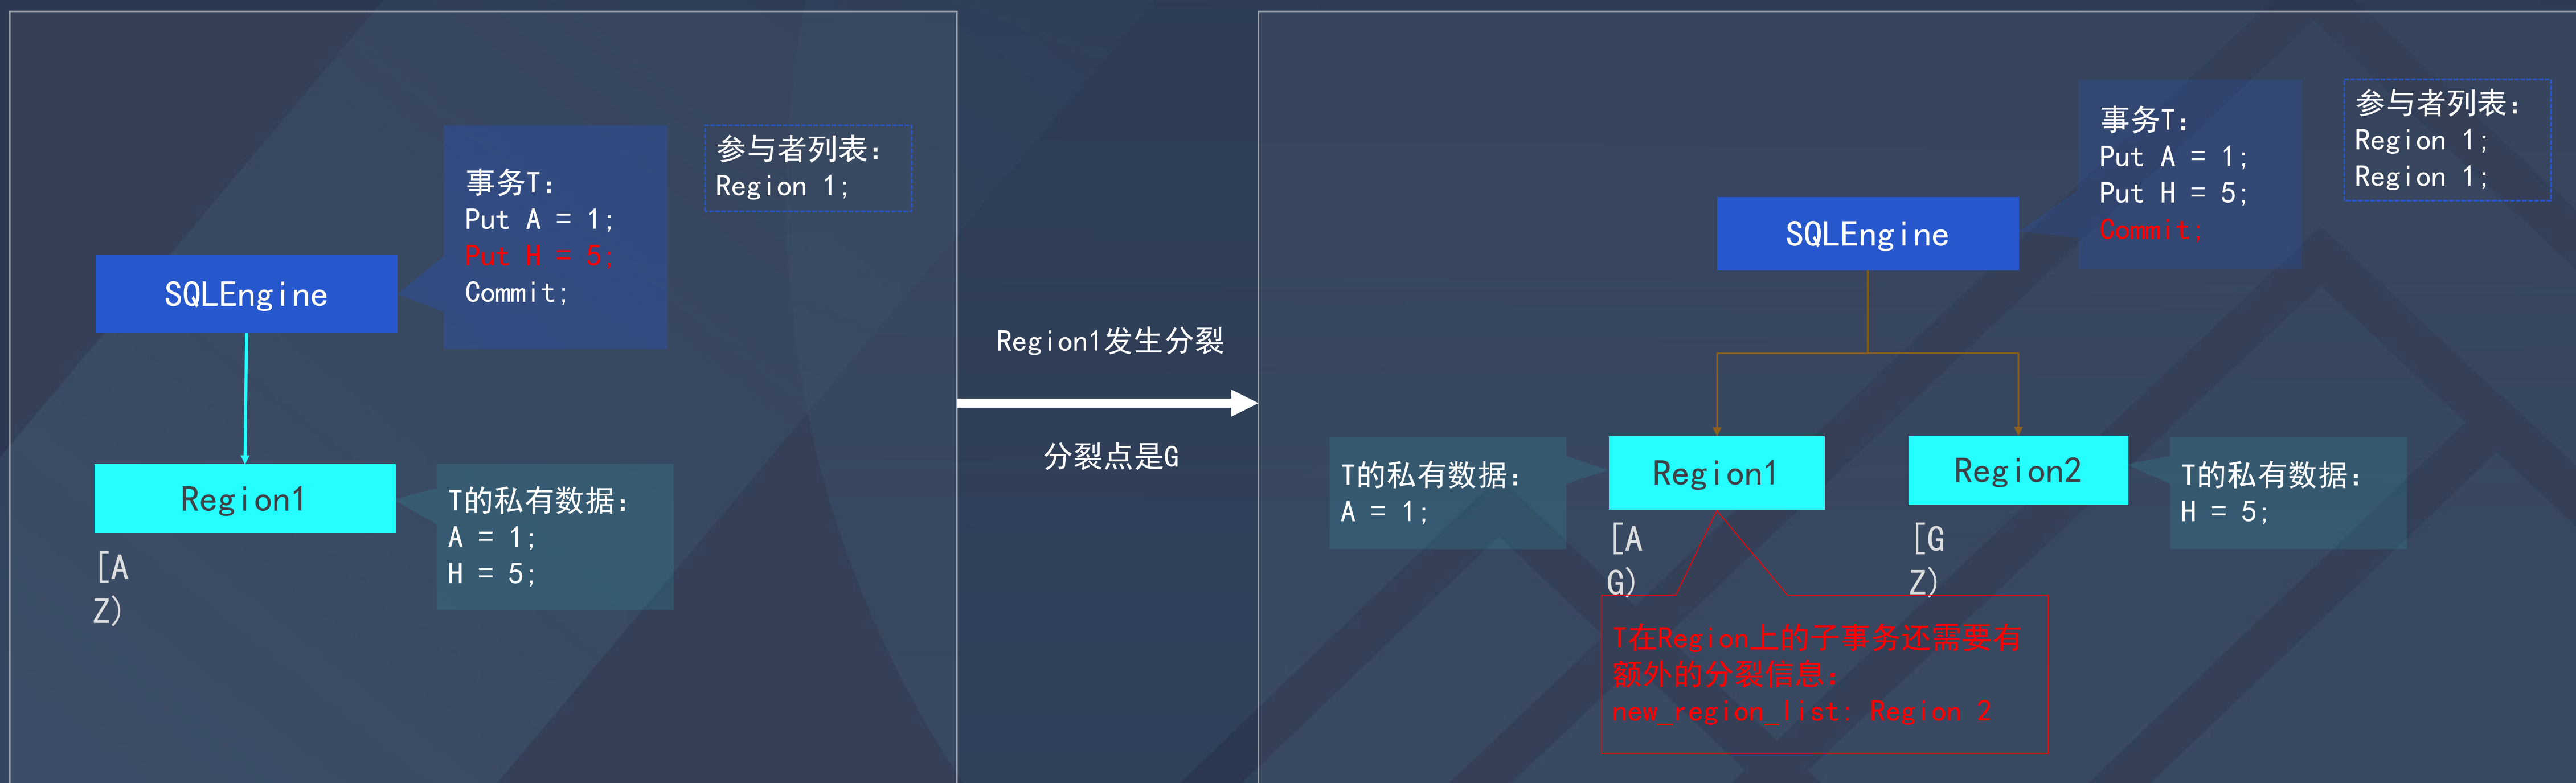 事务T:
Put A = 1;
Put H = 5;
Commit;
参与者列表:
Region 1;
SQLEngine
Region1
[A
Z)
T的私有数据:
A = 1;
H = 5;
Region1发生分裂
分裂点是G
事务T:
Put A = 1;
Put H = 5;
Commit;
参与者列表:
Region 1;
Region 1;
SQLEngine
T的私有数据:
A = 1;
Region1
[A
G)
Region2
[G
Z)
T的私有数据:
H = 5;
T在Region上的子事务还需要有
额外的分裂信息:
new_region_list: Region 2